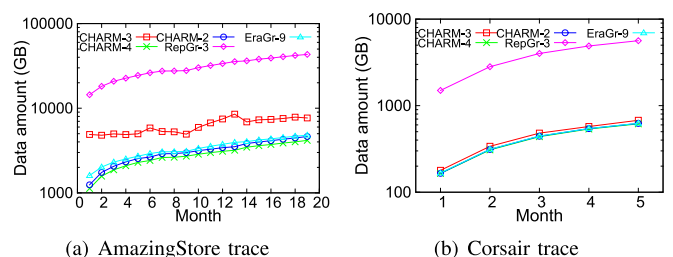 CHARM-3 CHARM-2 EraGr-9
CHARM-4 RepGr-3
Data amount (GB)
100000
10000
1000
0 2 4 6 8 10 12 14 16 18 20
Month
(a) AmazingStore trace
CHARM-3 CHARM-2 EraGr-9
CHARM-4 RepGr-3
Data amount (GB)
10000
1000
100
1 2 3 4 5
Month
(b) Corsair trace